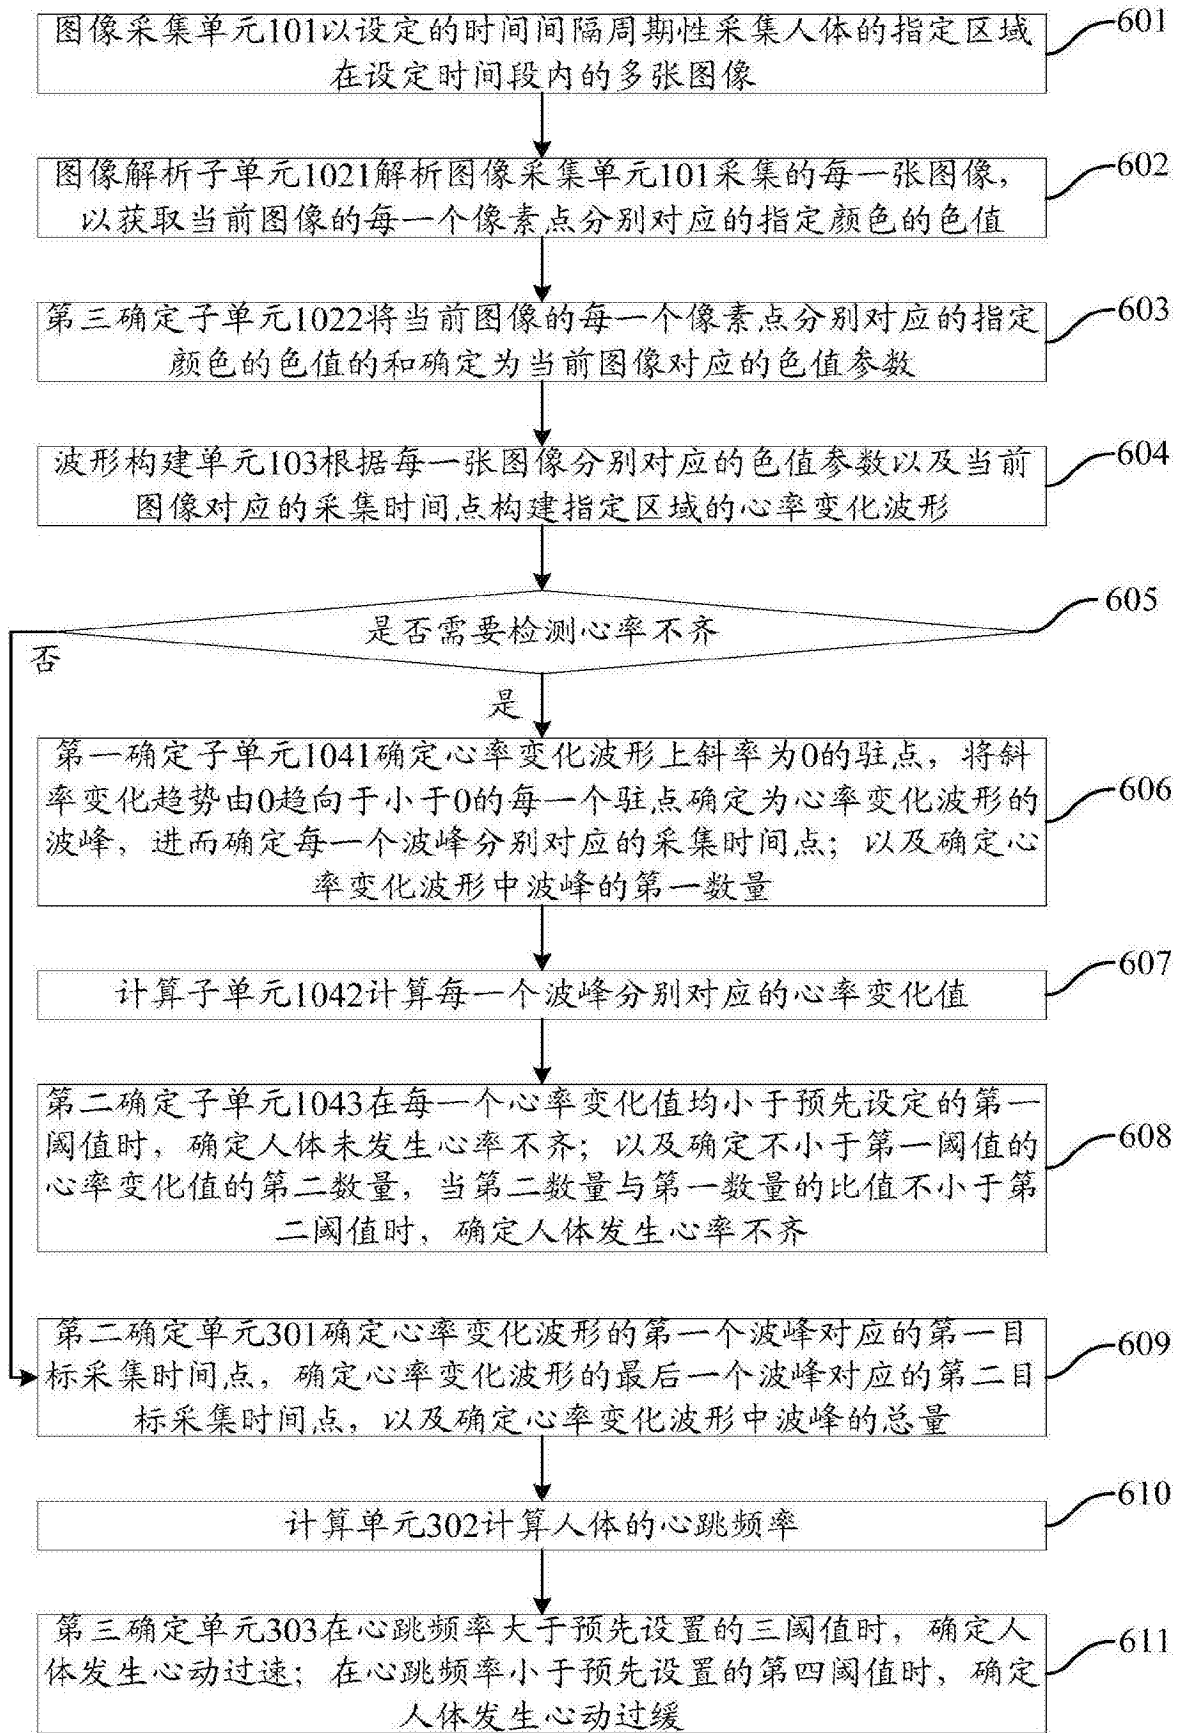 图像采集单元101以设定的时间间隔周期性采集人体的指定区域
在设定时间段内的多张图像
601
图像解析子单元1021解析图像采集单元101采集的每一张图像，
以获取当前图像的每一个像素点分别对应的指定颜色的色值
602
第三确定子单元1022将当前图像的每一个像素点分别对应的指定
颜色的色值的和确定为当前图像对应的色值参数
603
波形构建单元103根据每一张图像分别对应的色值参数以及当前
图像对应的采集时间点构建指定区域的心率变化波形
604
是否需要检测心率不齐
605
否
是
第一确定子单元1041确定心率变化波形上斜率为0的驻点，将斜
率变化趋势由0趋向于小于0的每一个驻点确定为心率变化波形的
波峰，进而确定每一个波峰分别对应的采集时间点；以及确定心
率变化波形中波峰的第一数量
606
计算子单元1042计算每一个波峰分别对应的心率变化值
607
第二确定子单元1043在每一个心率变化值均小于预先设定的第一
阈值时，确定人体未发生心率不齐；以及确定不小于第一阈值的
心率变化值的第二数量，当第二数量与第一数量的比值不小于第
二阈值时，确定人体发生心率不齐
608
第二确定单元301确定心率变化波形的第一个波峰对应的第一目
标采集时间点，确定心率变化波形的最后一个波峰对应的第二目
标采集时间点，以及确定心率变化波形中波峰的总量
609
计算单元302计算人体的心跳频率
610
第三确定单元303在心跳频率大于预先设置的三阈值时，确定人
体发生心动过速；在心跳频率小于预先设置的第四阈值时，确定
人体发生心动过缓
611